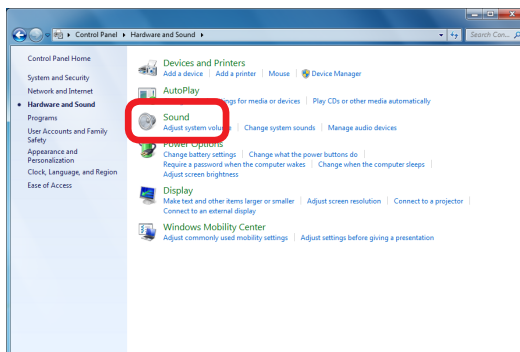 Control Panel ▸ Hardware and Sound ▸
Search Con...
Control Panel Home
System and Security
Network and Internet
Hardware and Sound
Programs
User Accounts and Family
Safety
Appearance and
Personalization
Clock, Language, and Region
Ease of Access
Devices and Printers
Add a device | Add a printer | Mouse | Device Manager
AutoPlay
ngs for media or devices | Play CDs or other media automatically
Sound
Adjust system volu | Change system sounds | Manage audio devices
Power Options
Change battery settings | Change what the power buttons do |
Require a password when the computer wakes | Change when the computer sleeps |
Adjust screen brightness
Display
Make text and other items larger or smaller | Adjust screen resolution | Connect to a projector |
Connect to an external display
Windows Mobility Center
Adjust commonly used mobility settings | Adjust settings before giving a presentation